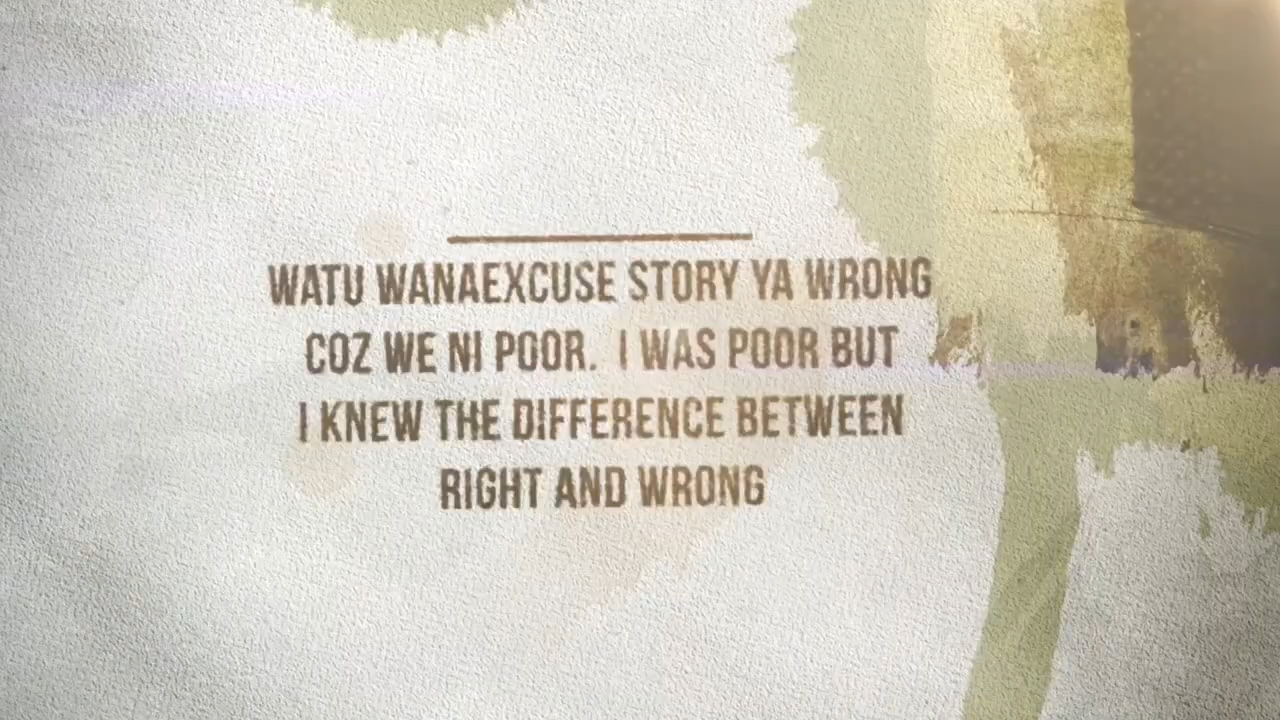 WATU WANAEXCUSE STORY YA WRONG
COZ WE NI POOR. I WAS POOR BUT
I KNEW THE DIFFERENCE BETWEEN
RIGHT AND WRONG